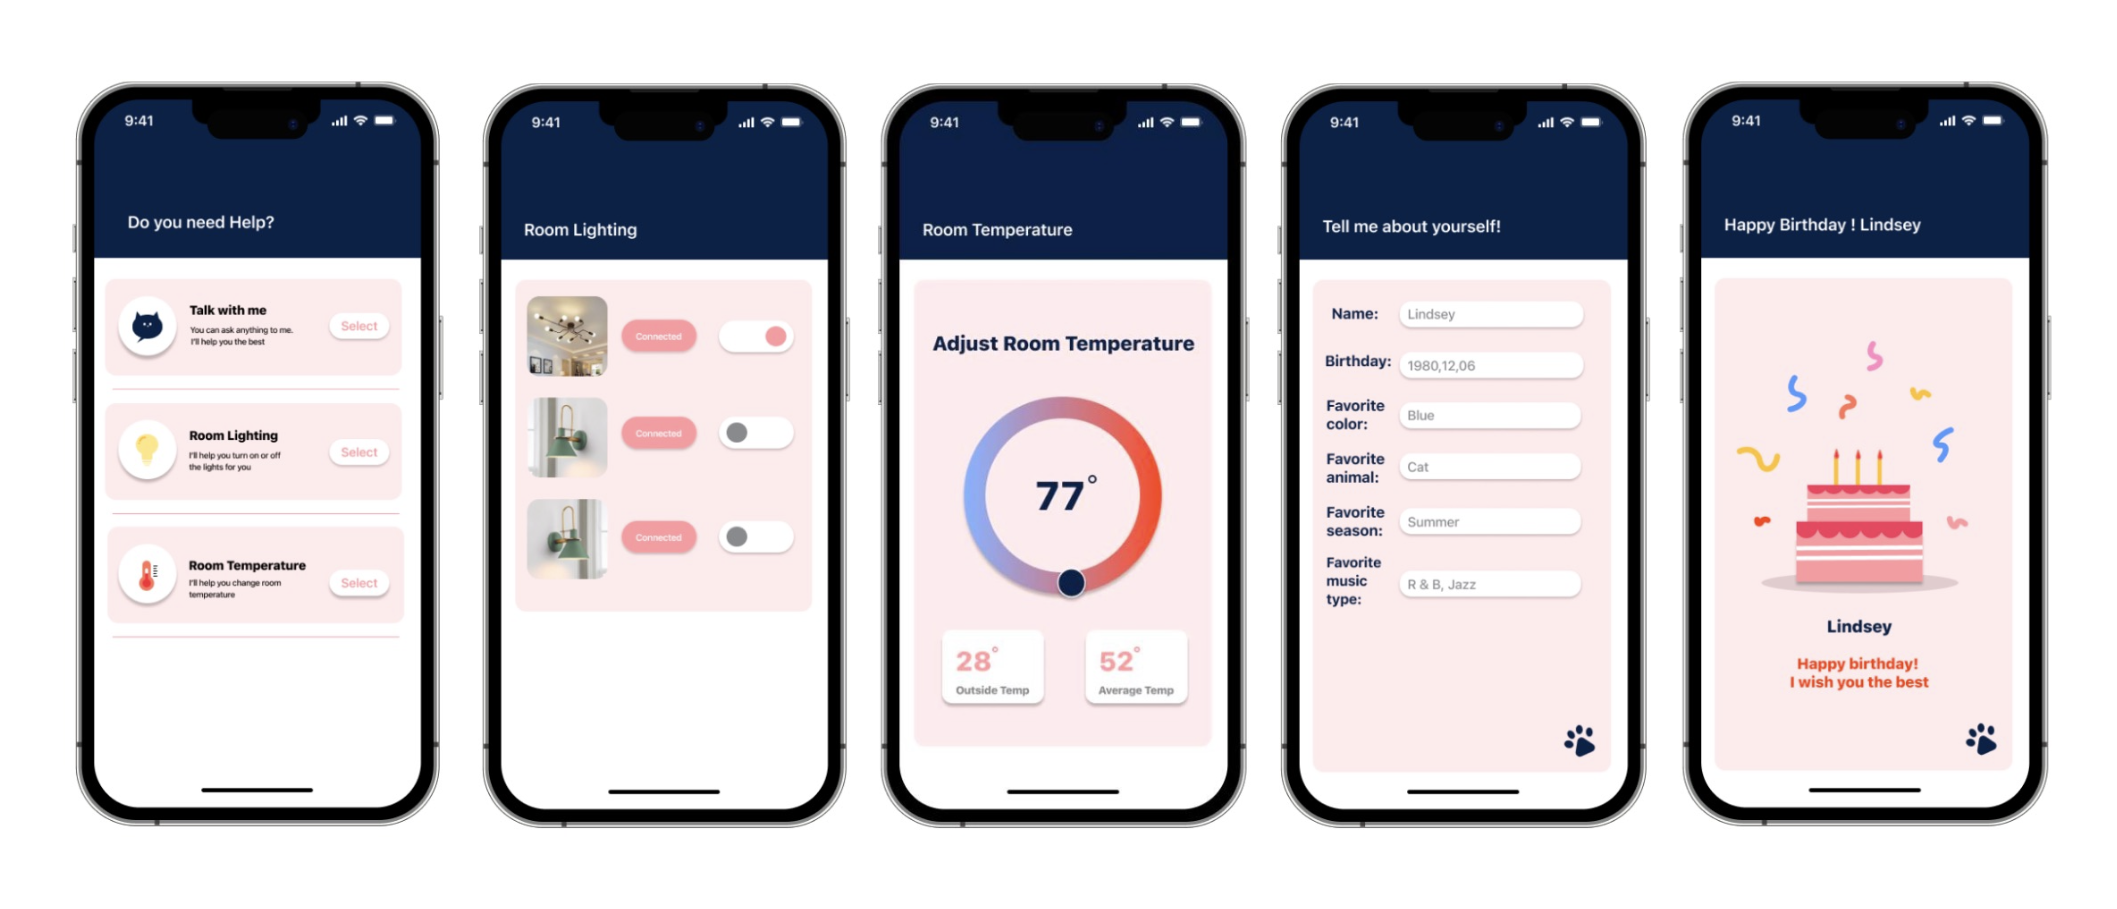 9:41
Do you need Help?
Talk with me
You can ask anything to me.
I'll help you the best
Select
Room Lighting
I'll help you turn on or off
the lights for you
Select
Room Temperature
I'll help you change room
temperature
Select
9:41
Room Lighting
Connected
Connected
Connected
9:41
Room Temperature
Adjust Room Temperature
77°
28°
Outside Temp
52°
Average Temp
9:41
Tell me about yourself!
Name:
Lindsey
Birthday:
1980,12,06
Favorite
color:
Blue
Favorite
animal:
Cat
Favorite
season:
Summer
Favorite
music
type:
R & B, Jazz
9:41
Happy Birthday ! Lindsey
Lindsey
Happy birthday!
I wish you the best